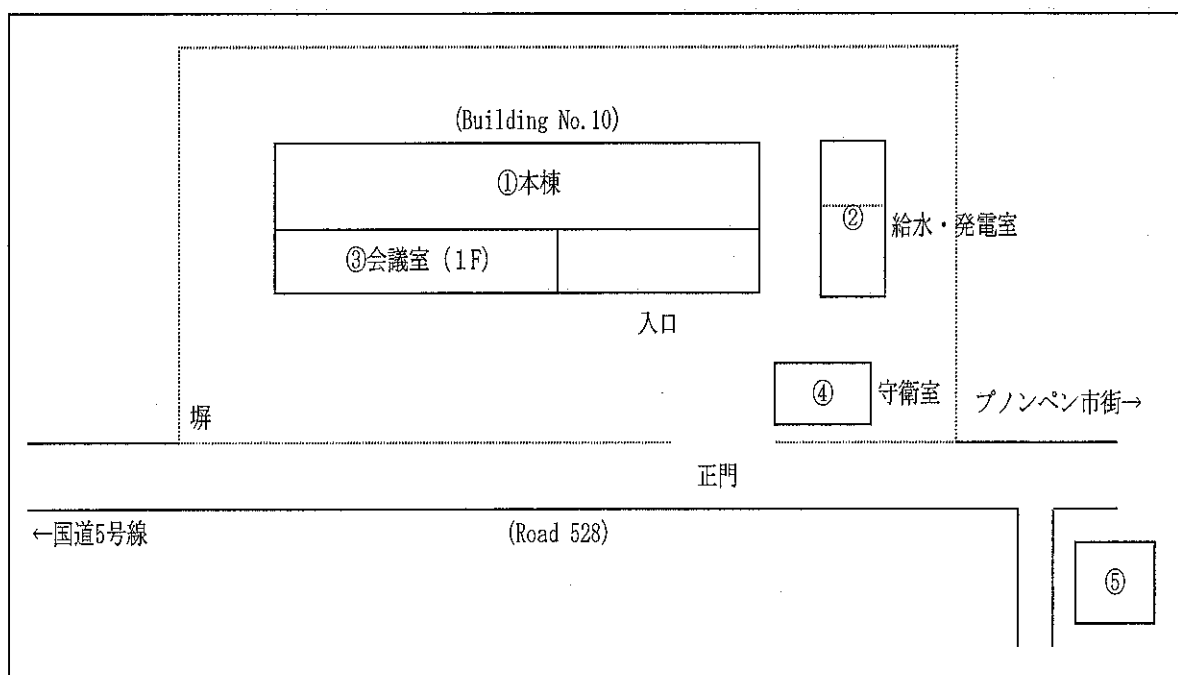 (Building No.10)
①本棟
②
給水・発電室
③会議室（1F）
入口
④
守衛室
プノンペン市街→
塀
正門
←国道5号線
(Road 528)
⑤